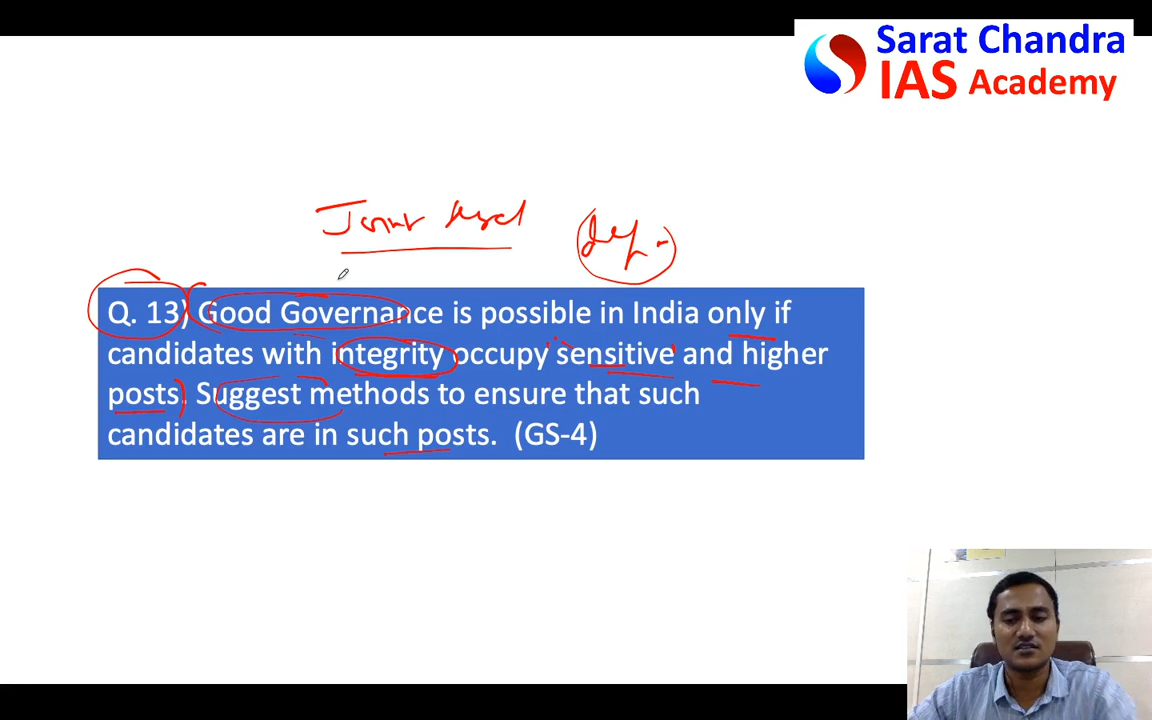 Sarat Chandra
IAS Academy
Joint
Q. 13) Good Governance is possible in India only if
candidates with integrity occupy sensitive and higher
posts. Suggest methods to ensure that such
candidates are in such posts. (GS-4)